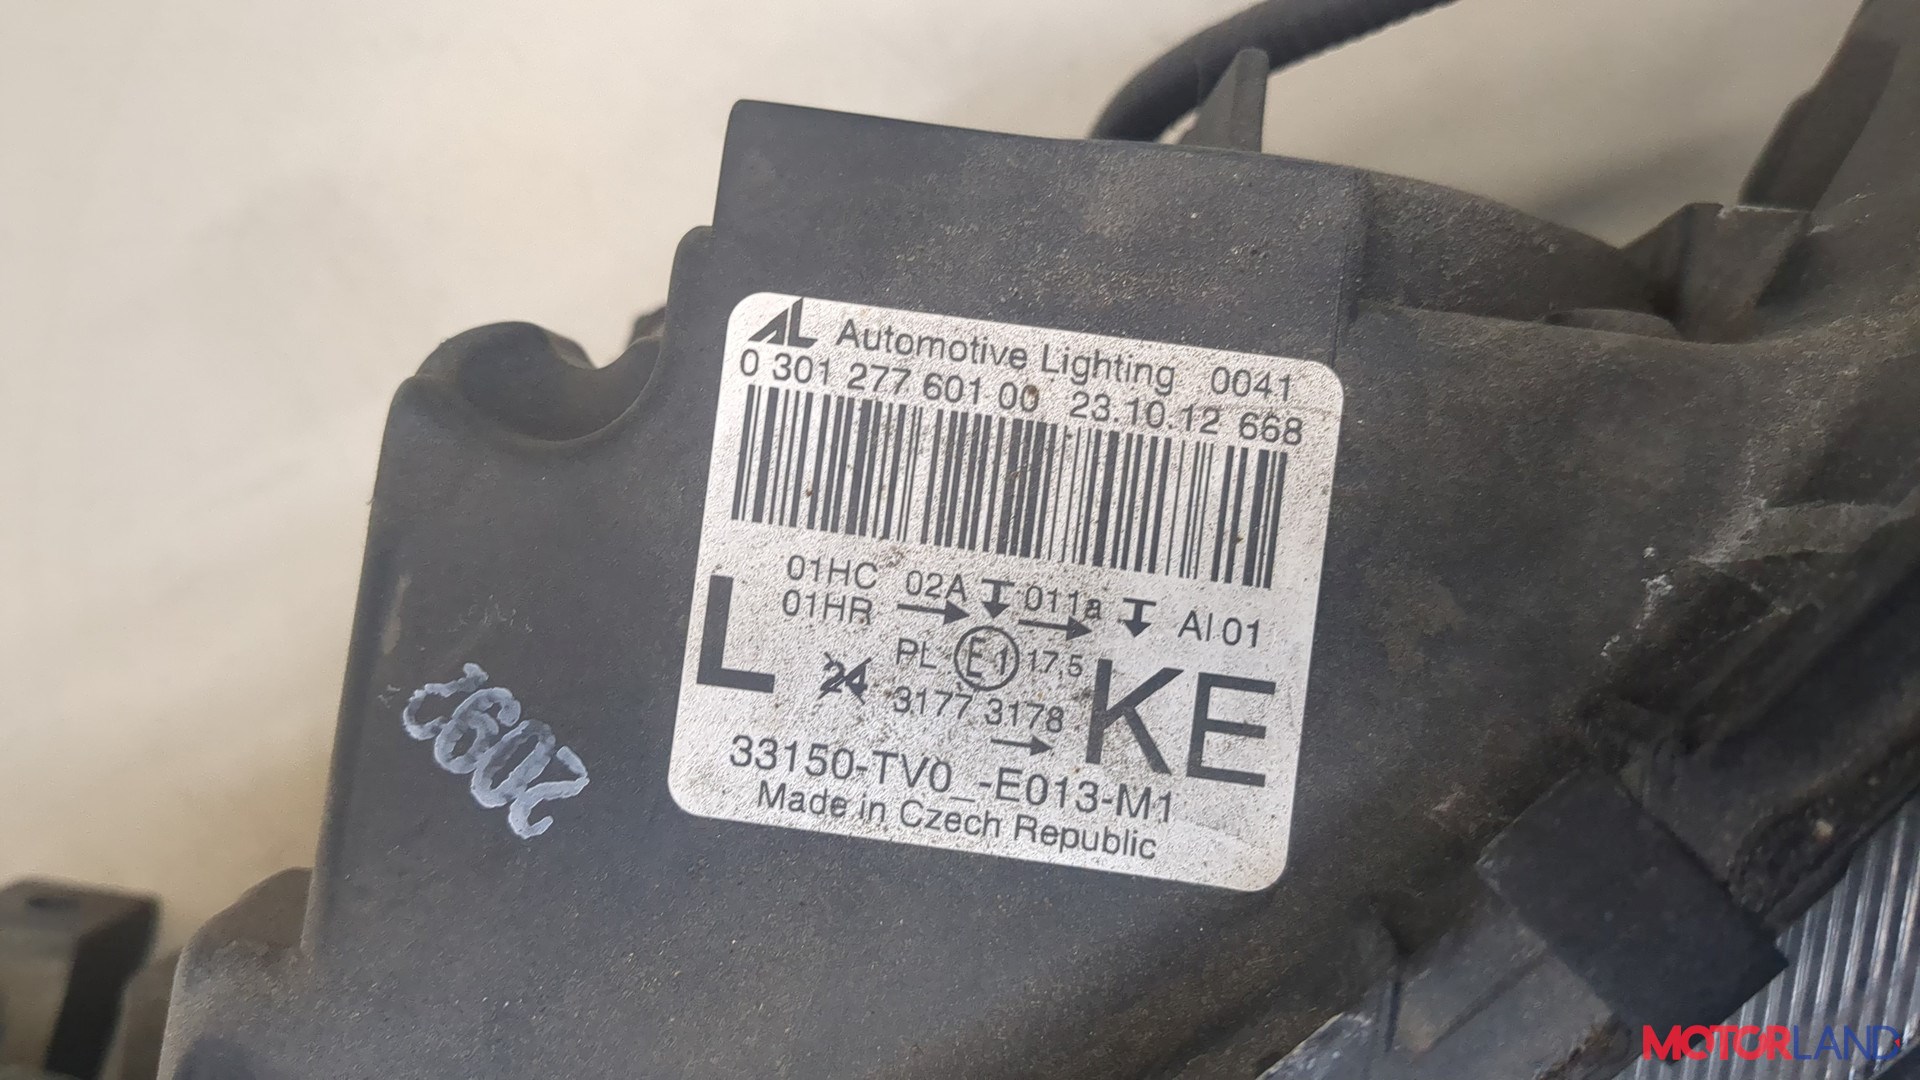 AL Automotive Lighting 0041
0 301 277 601 00 23.10.12 668
01HC 02A 011a AI 01
01HR
L PL E1 17,5 KE
24 3177 3178
33150-TV0_-E013-M1
Made in Czech Republic
MOTORLAND